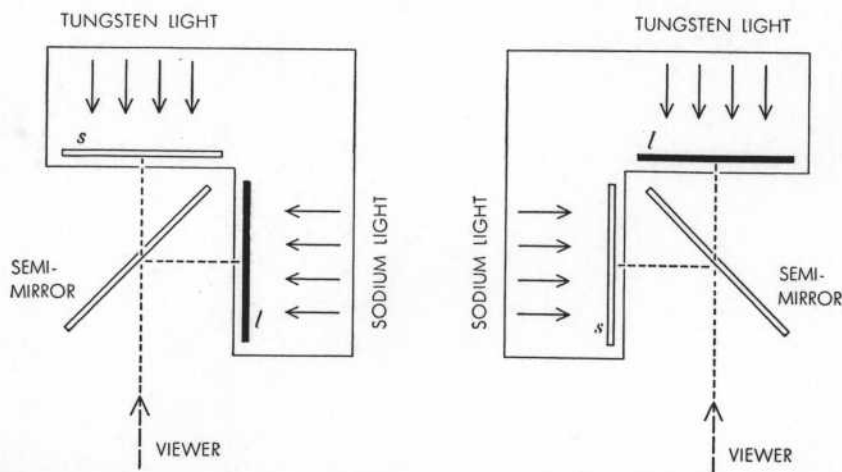 TUNGSTEN LIGHT
s
SODIUM LIGHT
l
SEMI-
MIRROR
VIEWER
TUNGSTEN LIGHT
l
SODIUM LIGHT
s
SEMI-
MIRROR
VIEWER